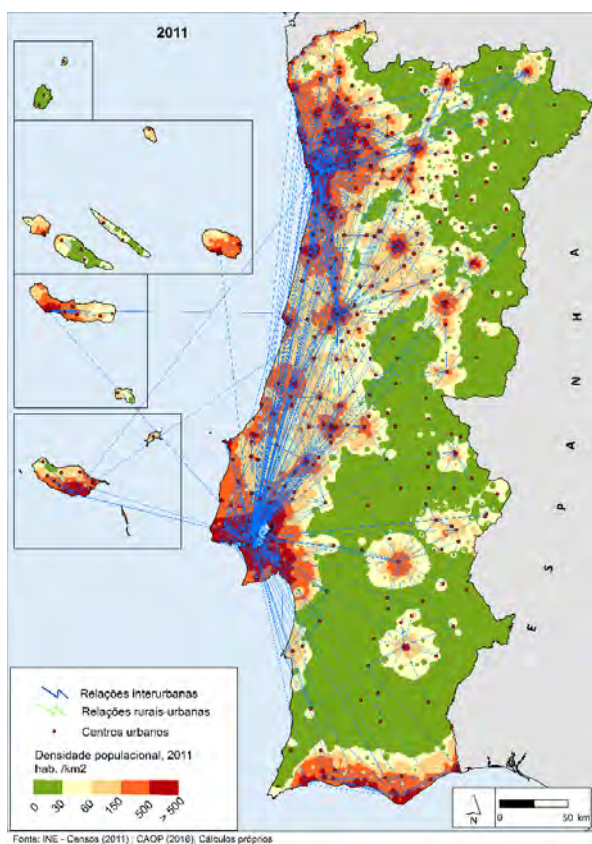 2011
E S P A N H A
Relações interurbanas
Relações rurais-urbanas
Centros urbanos
Densidade populacional, 2011
hab. /km2
0 30 60 150 500 > 500
N
0 50 km
Fonte: INE - Censos (2011) ; CAOP (2016), Cálculos próprios